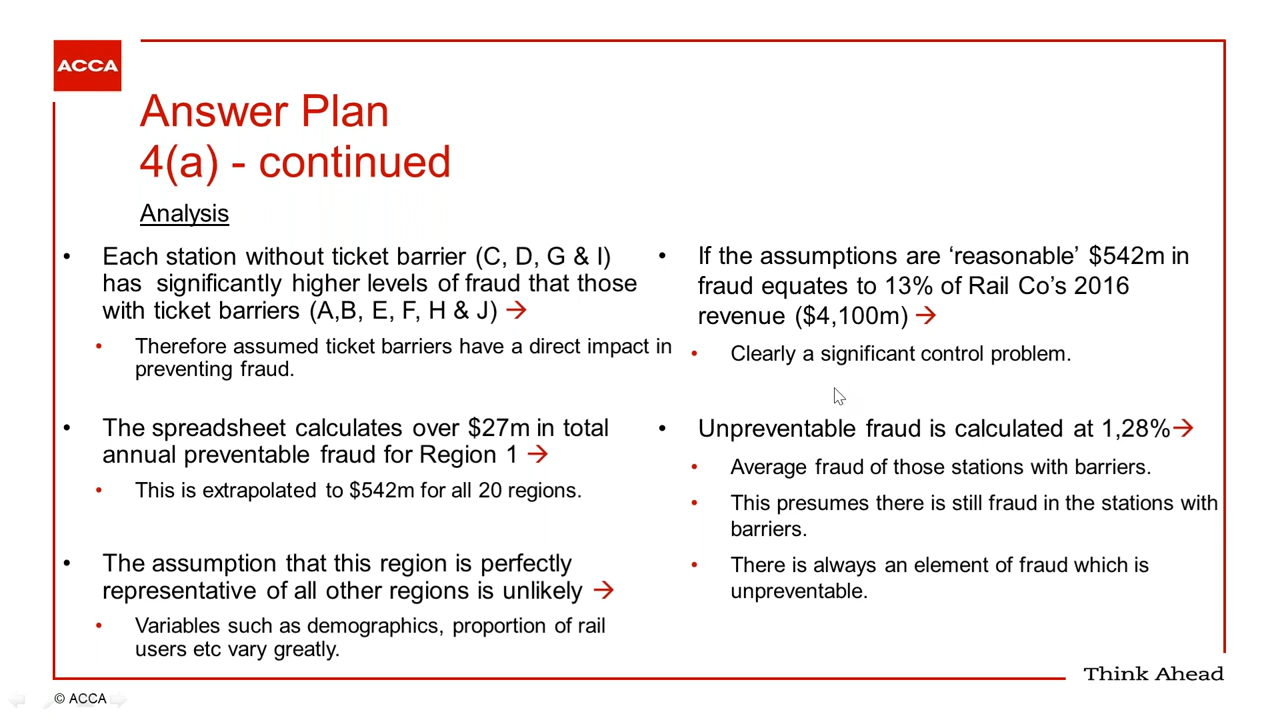 ACCA
Answer Plan
4(a) - continued
Analysis
• Each station without ticket barrier (C, D, G & I)
has significantly higher levels of fraud that those
with ticket barriers (A,B, E, F, H & J) →
• Therefore assumed ticket barriers have a direct impact in
preventing fraud.
• The spreadsheet calculates over $27m in total
annual preventable fraud for Region 1 →
• This is extrapolated to $542m for all 20 regions.
• The assumption that this region is perfectly
representative of all other regions is unlikely →
• Variables such as demographics, proportion of rail
users etc vary greatly.
• If the assumptions are ‘reasonable’ $542m in
fraud equates to 13% of Rail Co’s 2016
revenue ($4,100m) →
• Clearly a significant control problem.
• Unpreventable fraud is calculated at 1,28%→
• Average fraud of those stations with barriers.
• This presumes there is still fraud in the stations with
barriers.
• There is always an element of fraud which is
unpreventable.
Think Ahead
© ACCA